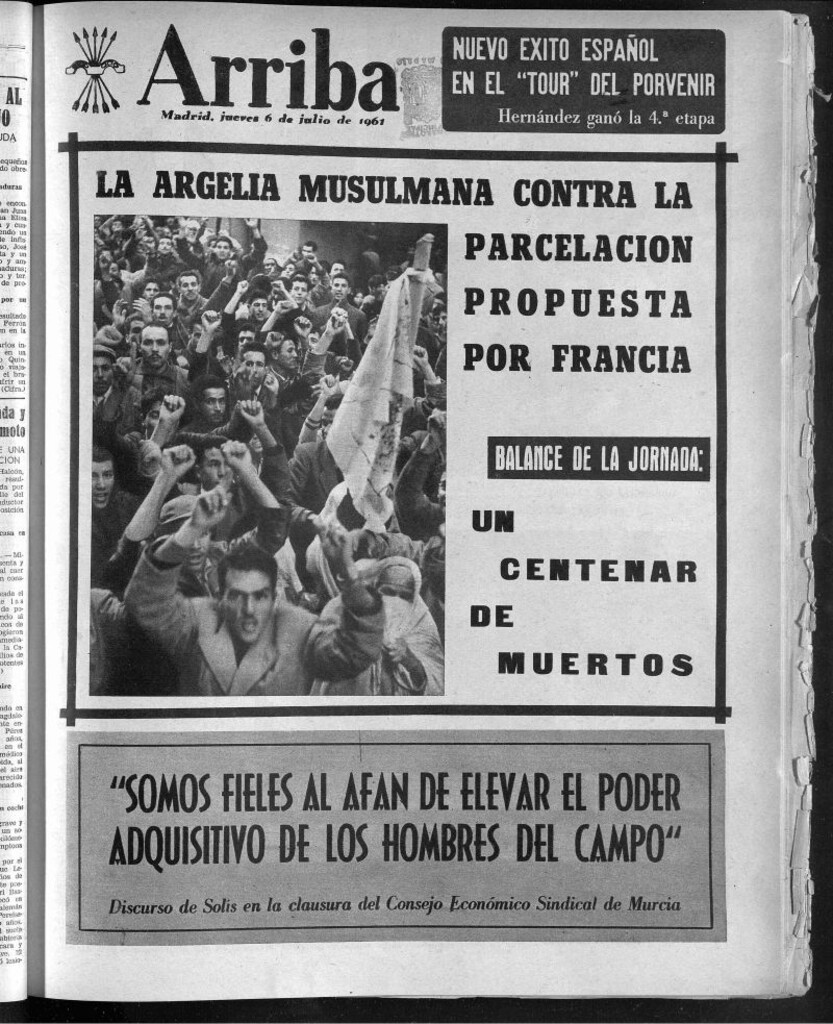 Arriba
Madrid, jueves 6 de julio de 1961
NUEVO EXITO ESPAÑOL
EN EL "TOUR" DEL PORVENIR
Hernández ganó la 4.ª etapa
LA ARGELIA MUSULMANA CONTRA LA
PARCELACION
PROPUESTA
POR FRANCIA
BALANCE DE LA JORNADA:
UN
CENTENAR
DE
MUERTOS
"SOMOS FIELES AL AFAN DE ELEVAR EL PODER
ADQUISITIVO DE LOS HOMBRES DEL CAMPO"
Discurso de Solís en la clausura del Consejo Económico Sindical de Murcia